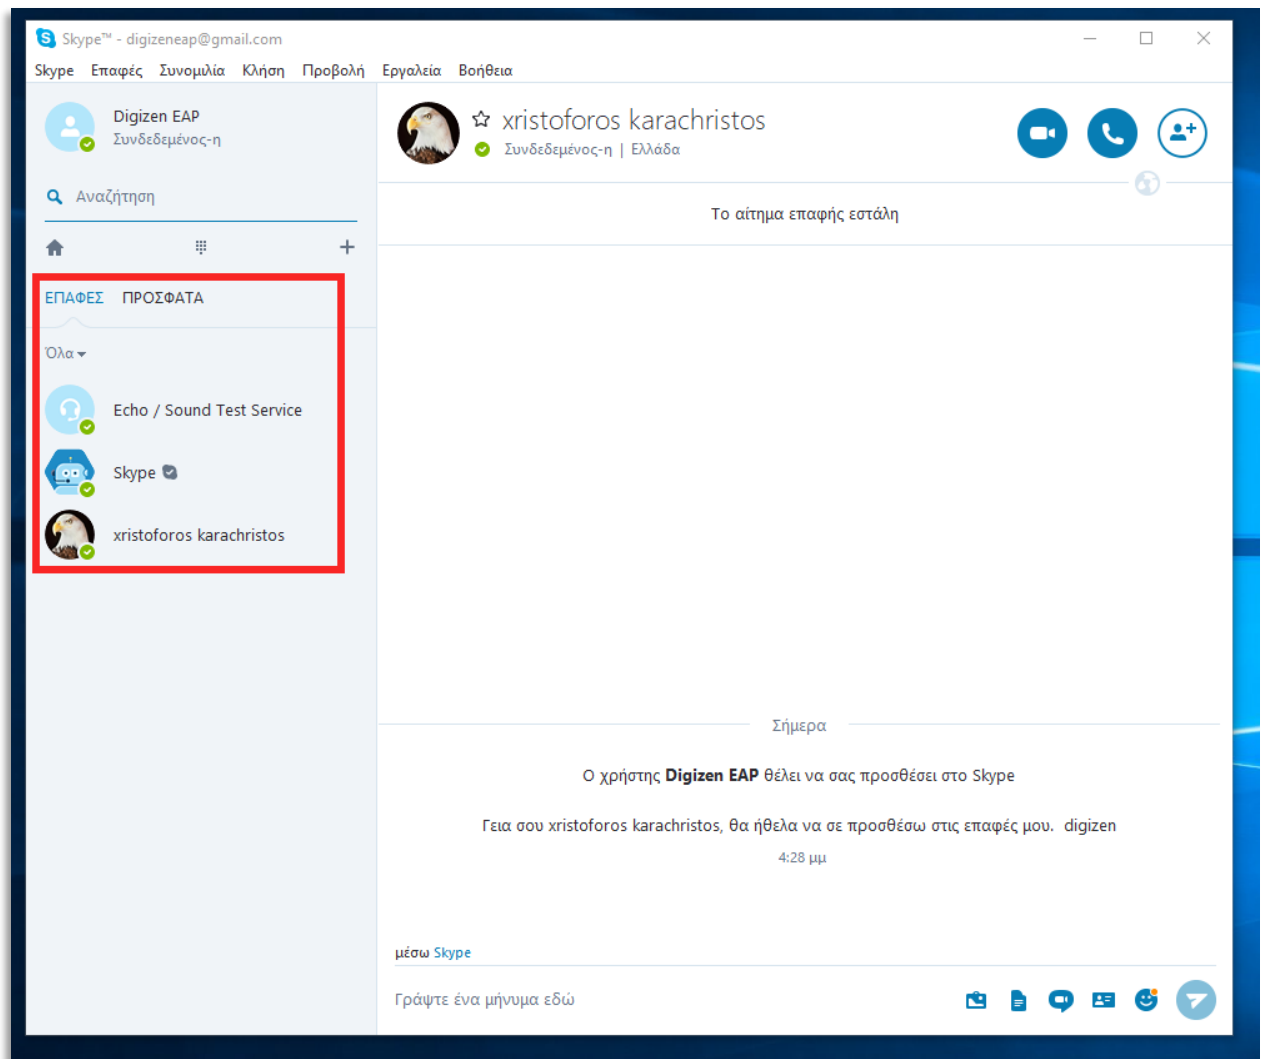 Skype™ - digizeneap@gmail.com
Skype Επαφές Συνομιλία Κλήση Προβολή Εργαλεία Βοήθεια
Digizen EAP
Συνδεδεμένος-η
Αναζήτηση
ΕΠΑΦΕΣ ΠΡΟΣΦΑΤΑ
Όλα
Echo / Sound Test Service
Skype
xristoforos karachristos
xristoforos karachristos
Συνδεδεμένος-η | Ελλάδα
Το αίτημα επαφής εστάλη
Σήμερα
Ο χρήστης Digizen EAP θέλει να σας προσθέσει στο Skype
Γεια σου xristoforos karachristos, θα ήθελα να σε προσθέσω στις επαφές μου. digizen
4:28 μμ
μέσω Skype
Γράψτε ένα μήνυμα εδώ